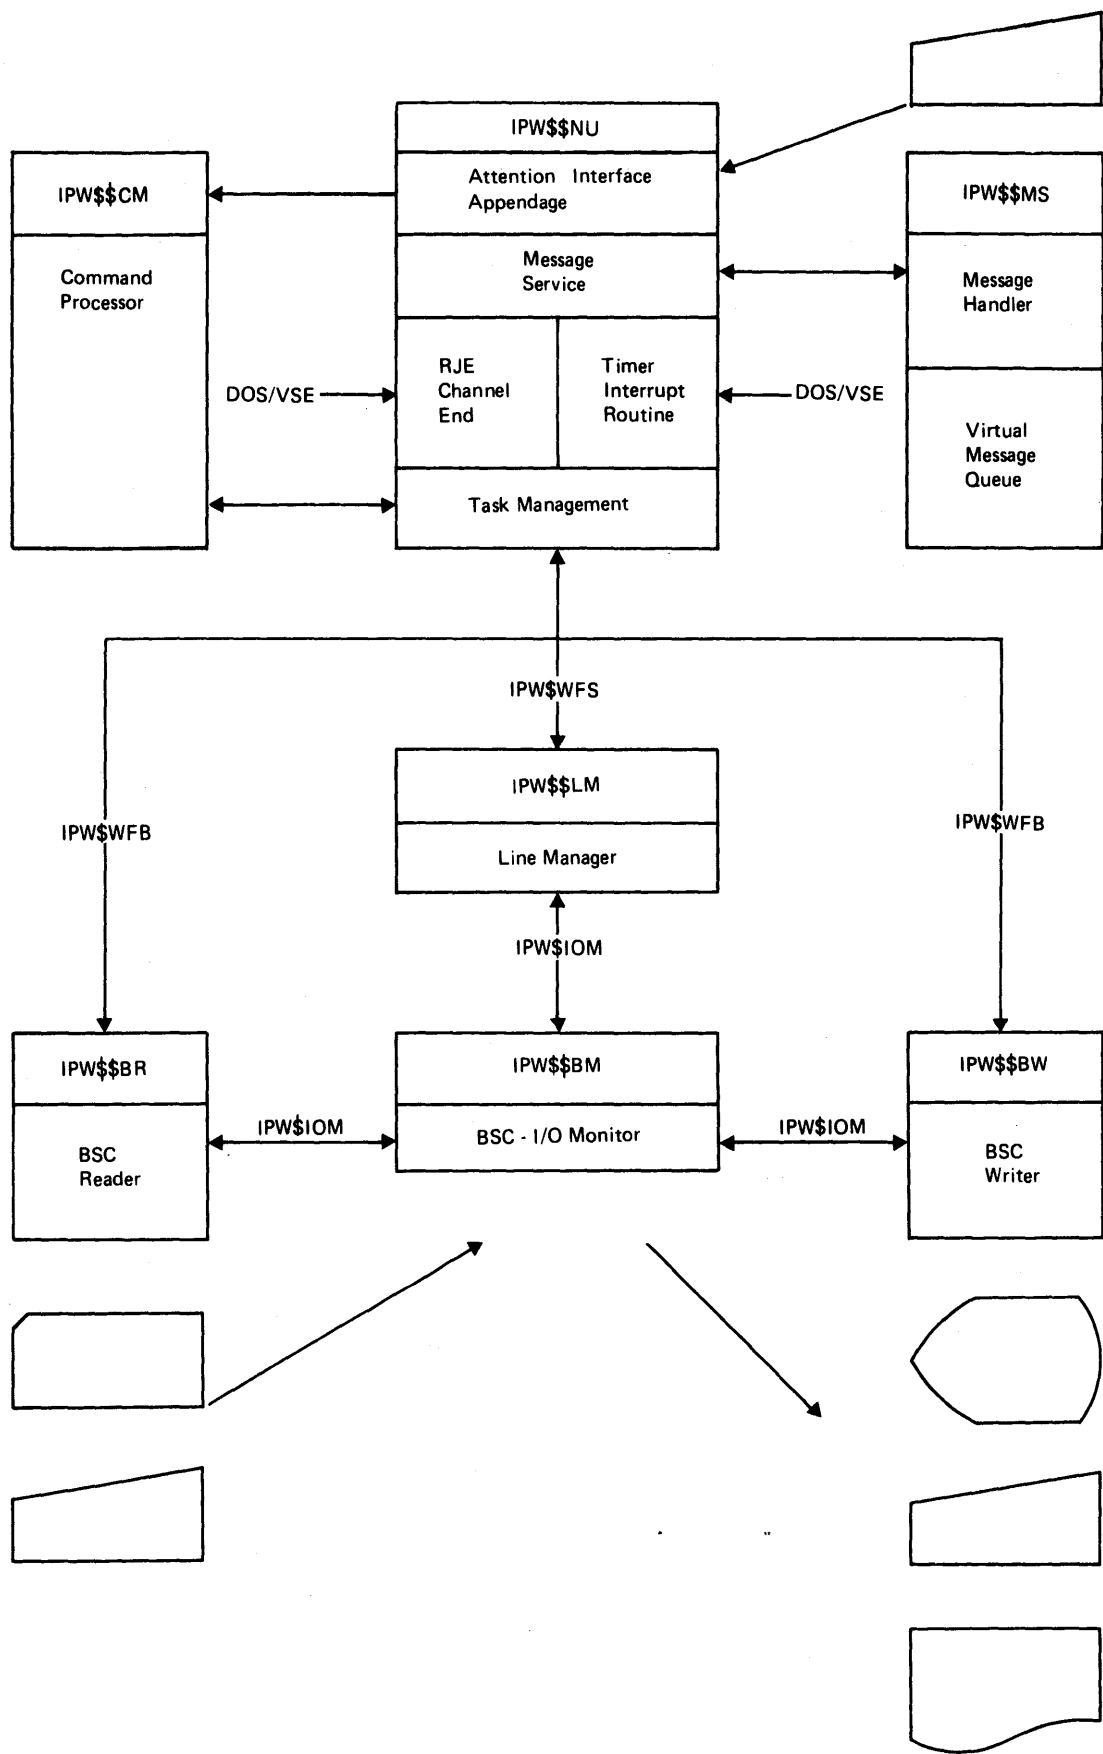 IPW$$NU
Attention Interface
Appendage
IPW$$CM
IPW$$MS
Command
Processor
Message
Service
Message
Handler
RJE
Channel
End
Timer
Interrupt
Routine
DOS/VSE
DOS/VSE
Virtual
Message
Queue
Task Management
IPW$WFS
IPW$$LM
Line Manager
IPW$WFB
IPW$WFB
IPW$IOM
IPW$$BR
IPW$$BM
IPW$$BW
BSC
Reader
IPW$IOM
BSC - I/O Monitor
IPW$IOM
BSC
Writer